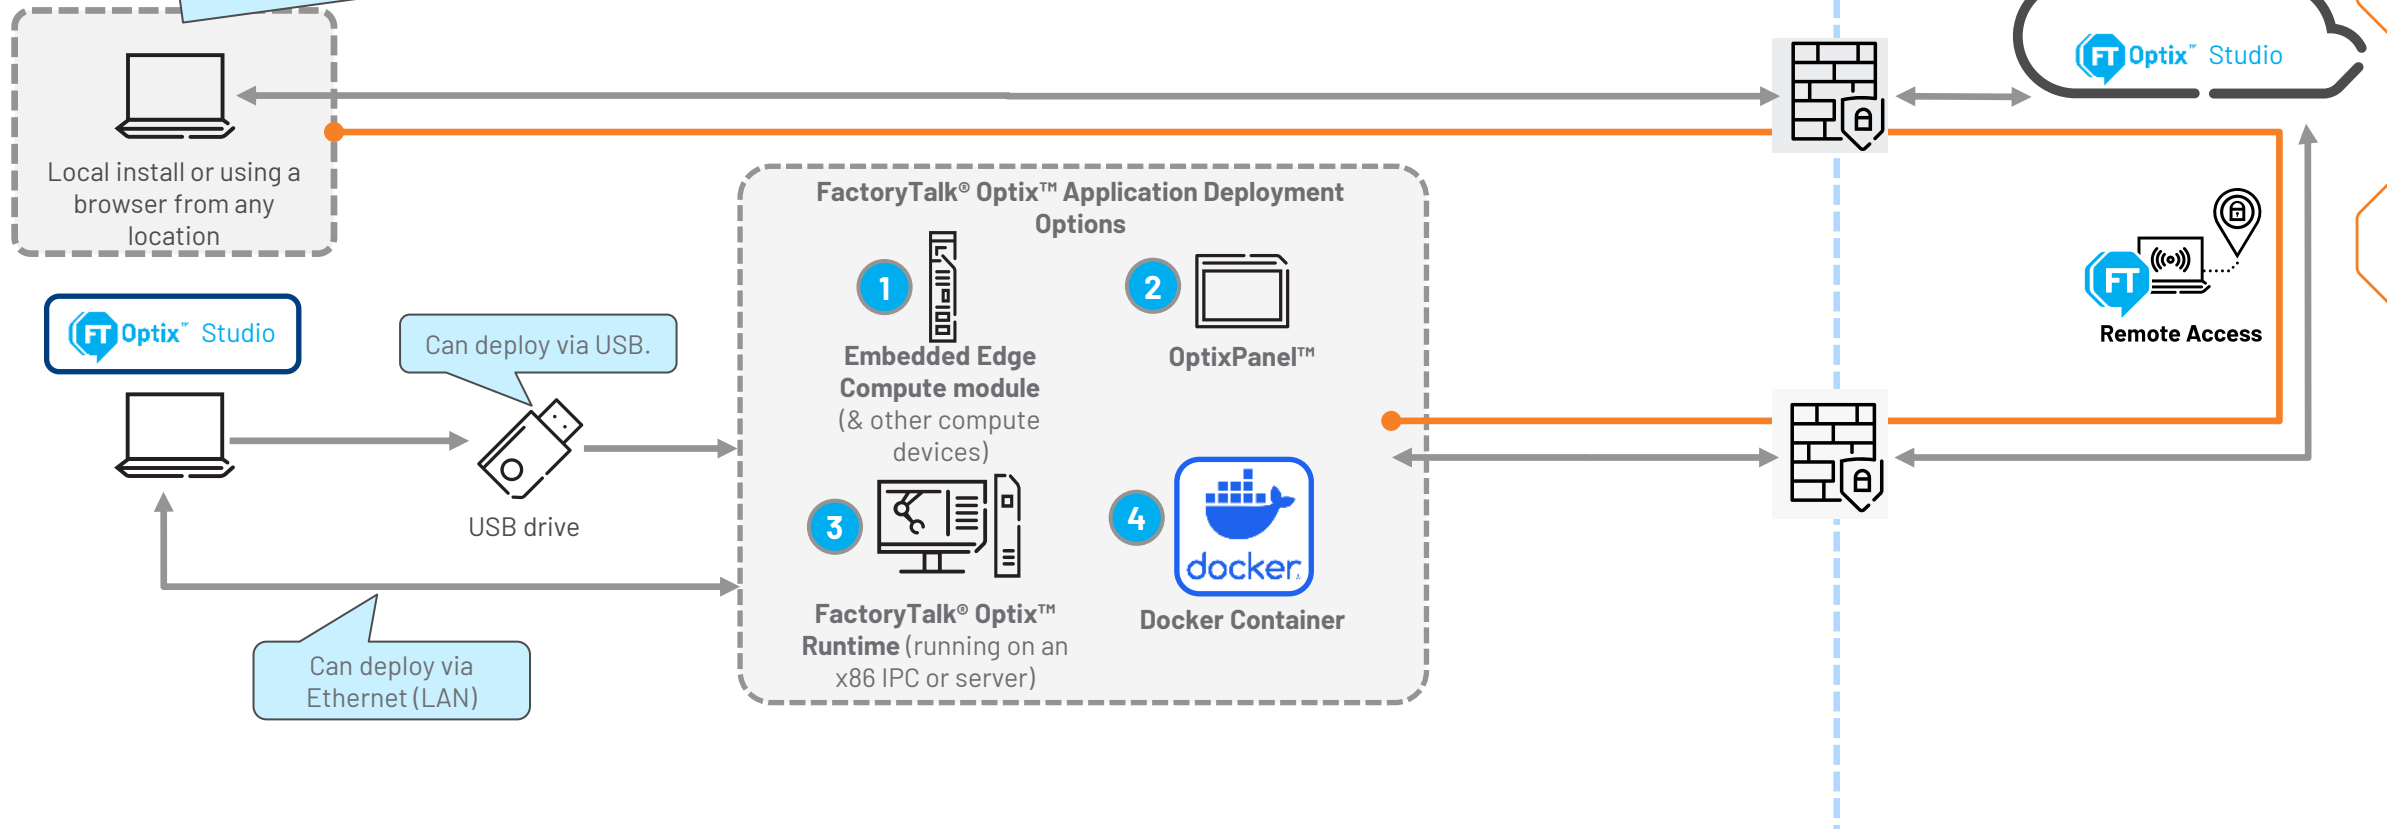 FT Optix™ Studio
Local install or using a
browser from any
location
FT Optix™ Studio
Can deploy via USB.
USB drive
Can deploy via
Ethernet (LAN)
FactoryTalk® Optix™ Application Deployment
Options
1
Embedded Edge
Compute module
(& other compute
devices)
2
OptixPanel™
3
FactoryTalk® Optix™
Runtime (running on an
x86 IPC or server)
4
docker
Docker Container
FT
Remote Access